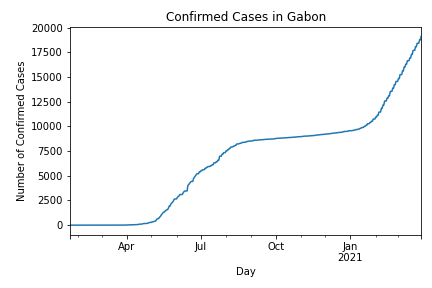 Confirmed Cases in Gabon
20000
17500
15000
12500
10000
7500
5000
2500
0
Number of Confirmed Cases
Apr Jul Oct Jan
2021
Day